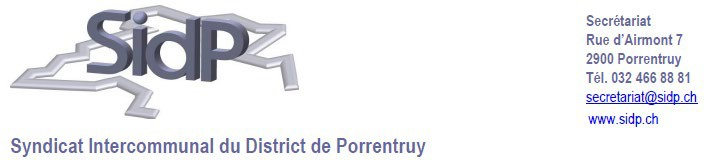 SidP
Secrétariat
Rue d'Airmont 7
2900 Porrentruy
Tél. 032 466 88 81
secretariat@sidp.ch
www.sidp.ch
Syndicat Intercommunal du District de Porrentruy